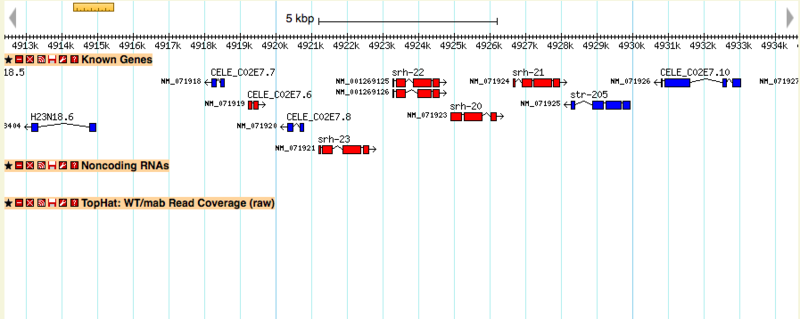 5 kbp
4913k 4914k 4915k 4916k 4917k 4918k 4919k 4920k 4921k 4922k 4923k 4924k 4925k 4926k 4927k 4928k 4929k 4930k 4931k 4932k 4933k 4934k
Known Genes
18.5 CELE_C02E7.7 srh-22 srh-21 CELE_C02E7.10
NM_071918 NM_001269125 NM_071924 NM_071926 NM_071927
NM_001269126
CELE_C02E7.6 str-205
NM_071919 NM_071925
H23N18.6 CELE_C02E7.8 srh-20
NM_071923
3404 NM_071920
srh-23
NM_071921
Noncoding RNAs
TopHat: WT/mab Read Coverage (raw)